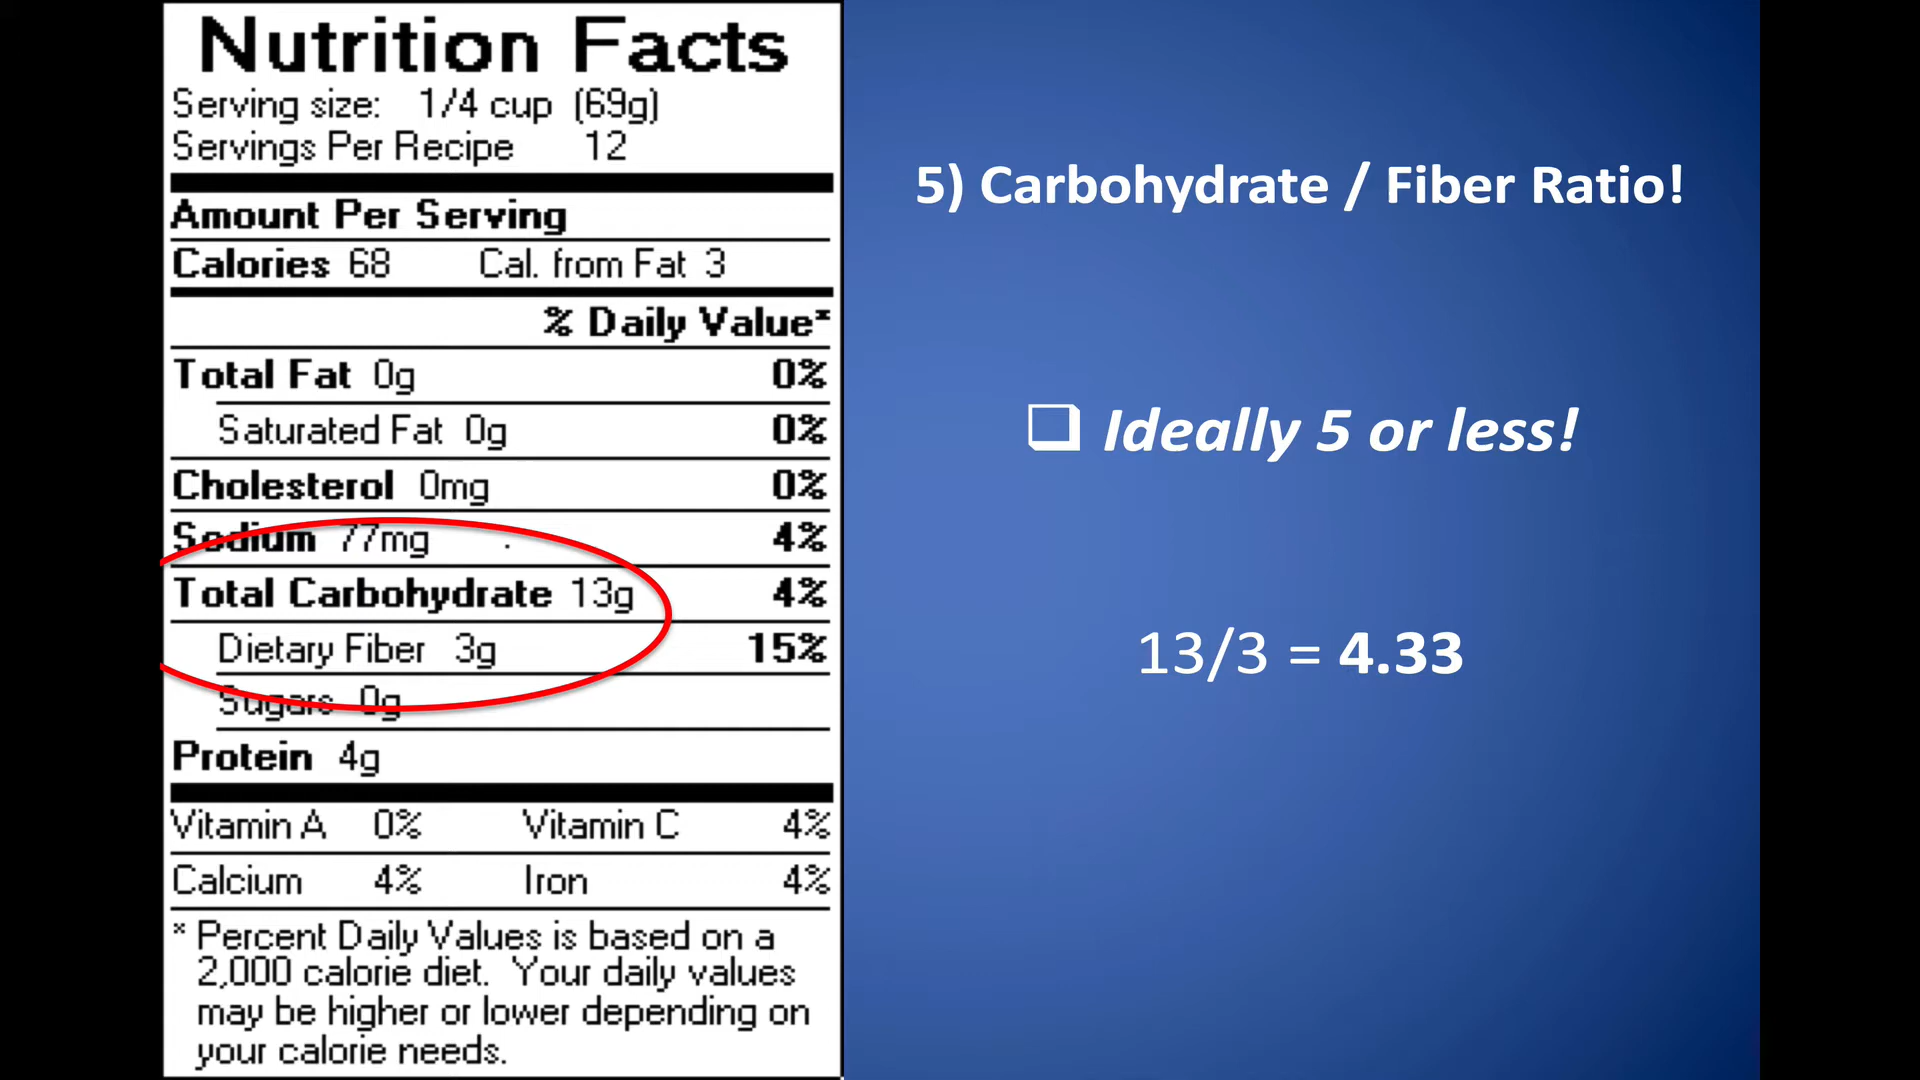 Nutrition Facts
Serving size: 1/4 cup (69g)
Servings Per Recipe 12
Amount Per Serving
Calories 68 Cal. from Fat 3
% Daily Value*
Total Fat 0g 0%
Saturated Fat 0g 0%
Cholesterol 0mg 0%
Sodium 77mg 4%
Total Carbohydrate 13g 4%
Dietary Fiber 3g 15%
Sugars 0g
Protein 4g
Vitamin A 0% Vitamin C 4%
Calcium 4% Iron 4%
* Percent Daily Values is based on a
2,000 calorie diet. Your daily values
may be higher or lower depending on
your calorie needs.
5) Carbohydrate / Fiber Ratio!
❑ Ideally 5 or less!
13/3 = 4.33